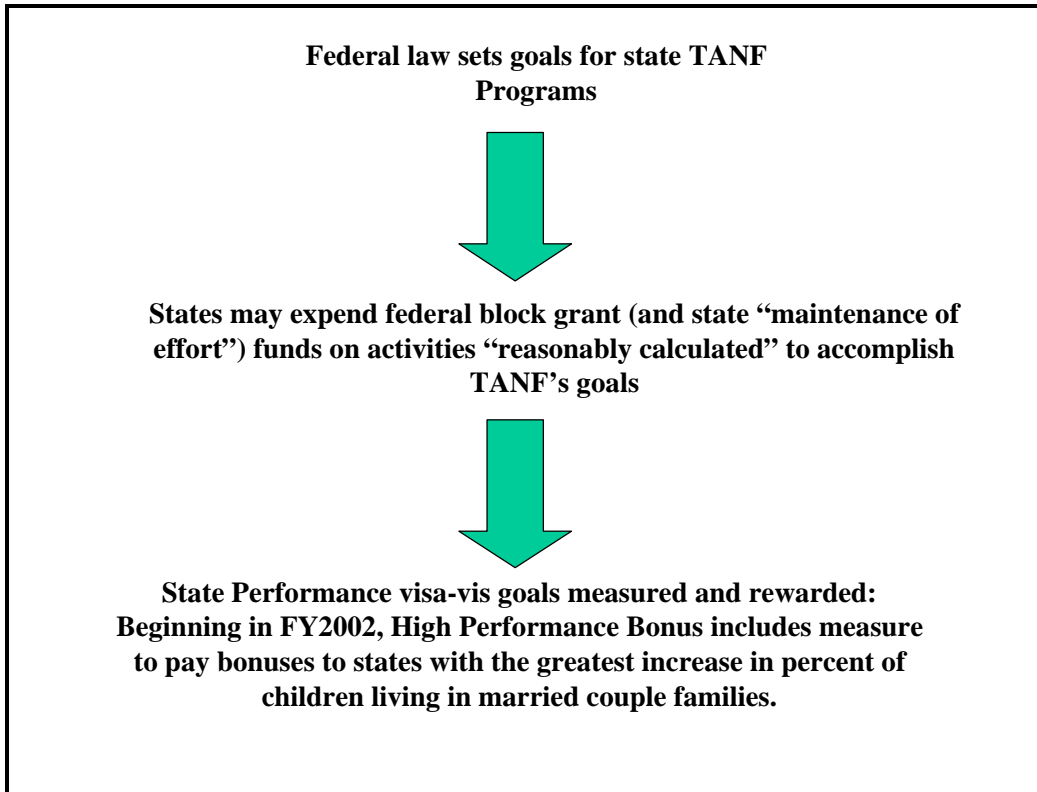 Federal law sets goals for state TANF
Programs
States may expend federal block grant (and state “maintenance of
effort”) funds on activities “reasonably calculated” to accomplish
TANF’s goals
State Performance visa-vis goals measured and rewarded:
Beginning in FY2002, High Performance Bonus includes measure
to pay bonuses to states with the greatest increase in percent of
children living in married couple families.